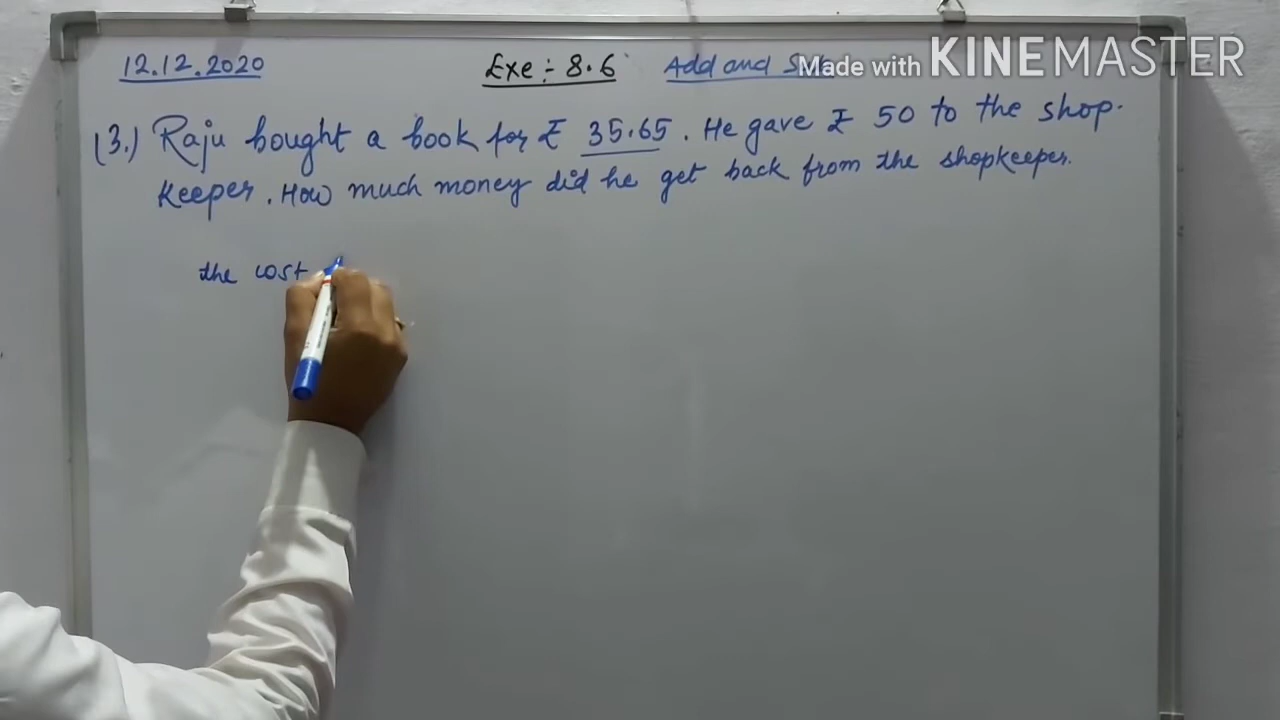 12.12.2020 Exe÷8.6 Add and Made with KINEMASTER
(3.) Raju bought a book for ₹ 35.65. He gave ₹ 50 to the shop-
keeper. How much money did he get back from the shopkeeper.
the cost